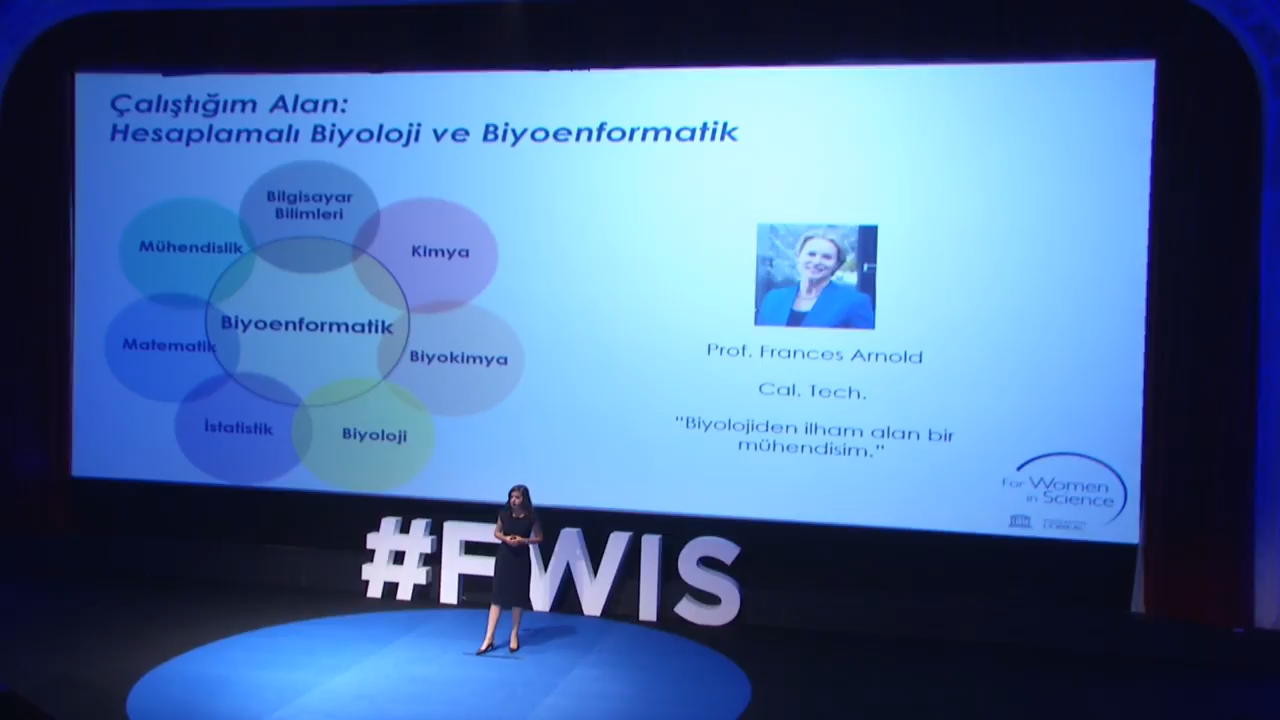 Çalıştığım Alan:
Hesaplamalı Biyoloji ve Biyoenformatik
Bilgisayar
Bilimleri
Mühendislik
Kimya
Biyoenformatik
Matematik
Biyokimya
İstatistik
Biyoloji
Prof. Frances Arnold
Cal. Tech.
"Biyolojiden ilham alan bir
mühendisim."
For Women
in Science
#FWIS